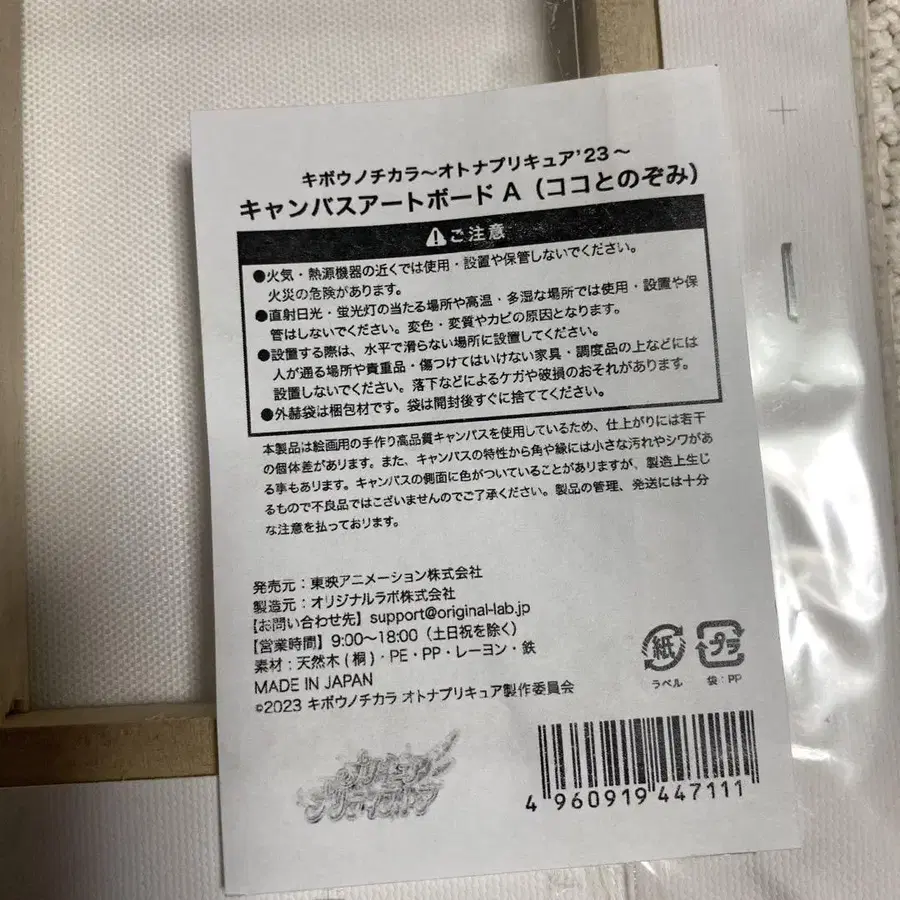 キボウノチカラ〜オトナプリキュア’23〜
キャンバスアートボード A（ココとのぞみ）
ご注意
●火気・熱源機器の近くでは使用・設置や保管しないでください。
火災の危険があります。
●直射日光・蛍光灯の当たる場所や高温・多湿な場所では使用・設置や保
管はしないでください。変色・変質やカビの原因となります。
●設置する際は、水平で滑らない場所に設置してください。
人が通る場所や貴重品・傷つけてはいけない家具・調度品の上などには
設置しないでください。落下などによるケガや破損のおそれがあります。
●外赫袋は梱包材です。袋は開封後すぐに捨ててください。
本製品は絵画用の手作り高品質キャンバスを使用しているため、仕上がりには若干
の個体差があります。また、キャンバスの特性から角や縁には小さな汚れやシワがあ
る事もあります。キャンバスの側面に色がついていることがありますが、製造上生じ
るもので不良品ではございませんのでご了承ください。製品の管理、発送には十分
な注意を払っております。
発売元：東映アニメーション株式会社
製造元：オリジナルラボ株式会社
【お問い合わせ先】support@original-lab.jp
【営業時間】9:00〜18:00（土日祝を除く）
素材：天然木(桐)・PE・PP・レーヨン・鉄
MADE IN JAPAN
©2023 キボウノチカラ オトナプリキュア製作委員会
紙
ラベル
プラ
袋：PP
プリキュア
プリティストア
4 960919 447111